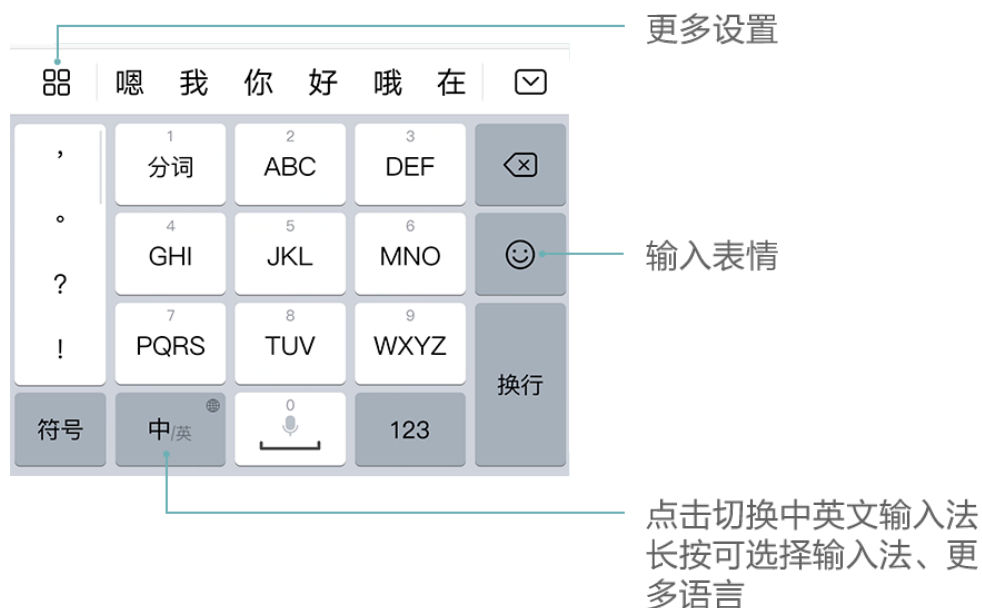 更多设置
嗯 我 你 好 哦 在
， 1 分词 2 ABC 3 DEF
。 4 GHI 5 JKL 6 MNO
输入表情
?
! 7 PQRS 8 TUV 9 WXYZ
换行
符号 中/英 0 123
点击切换中英文输入法
长按可选择输入法、更
多语言